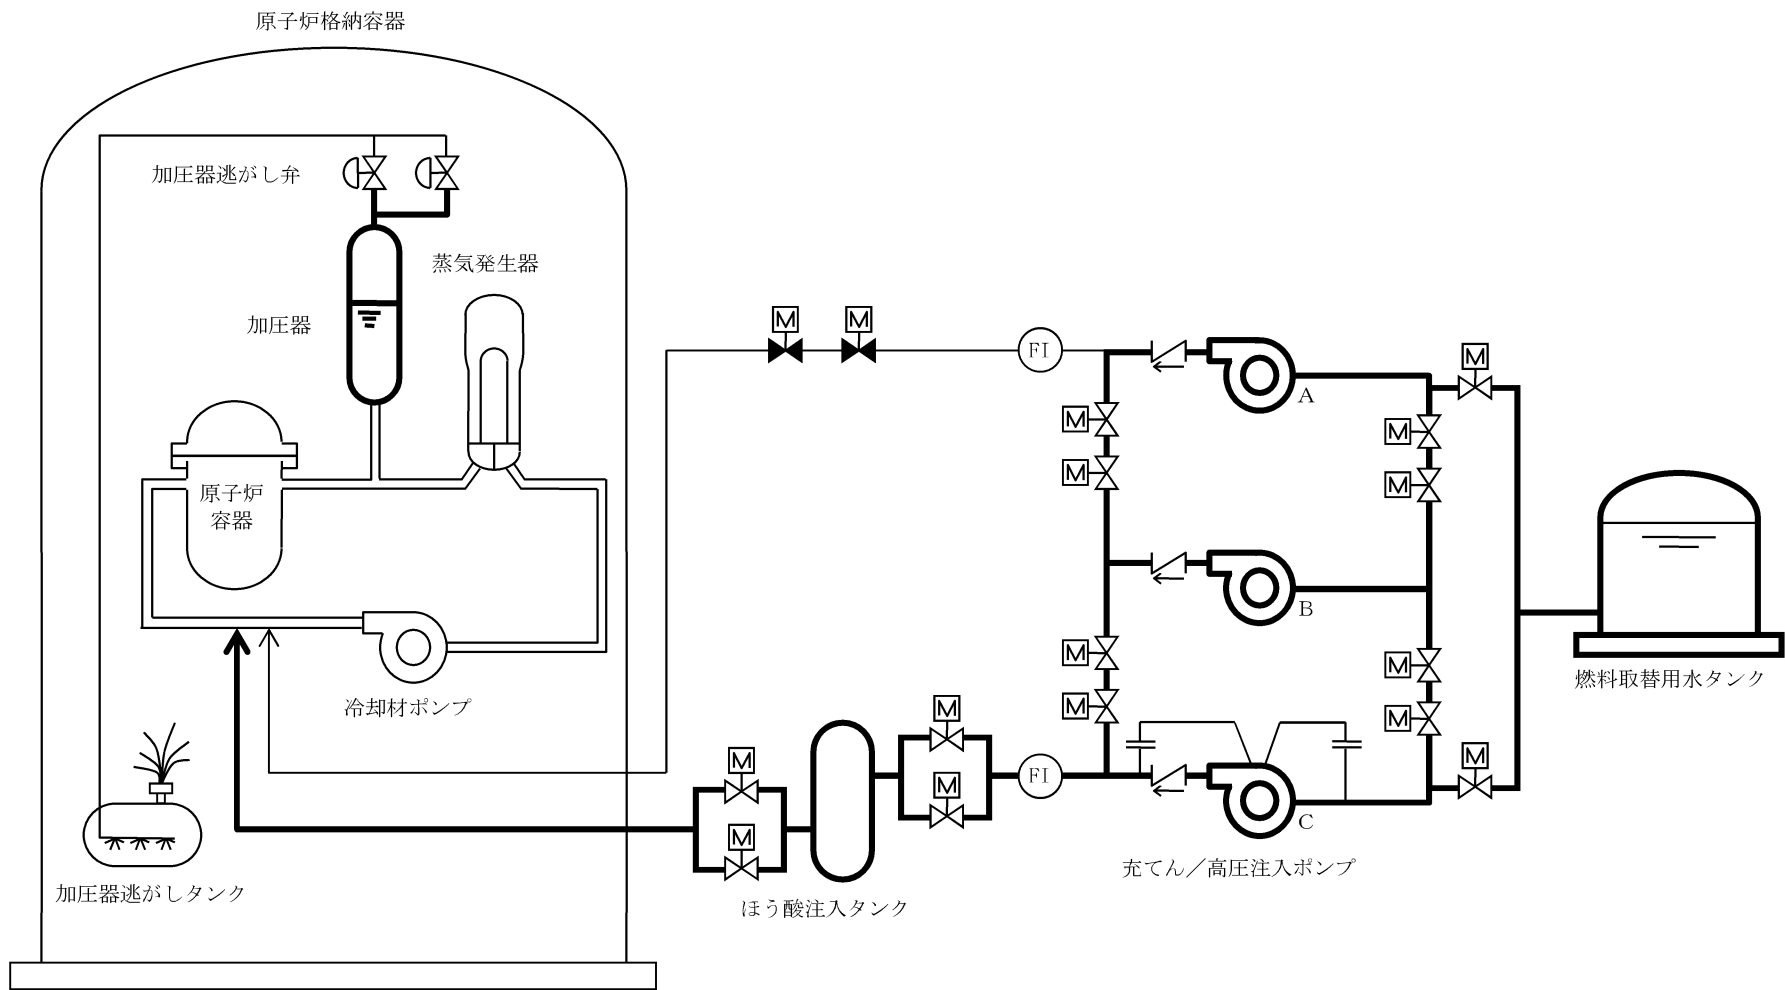 原子炉格納容器
加圧器逃がし弁
蒸気発生器
加圧器
M
M
FI
A
M
M
M
M
M
原子炉
容器
B
冷却材ポンプ
M
M
M
M
燃料取替用水タンク
M
M
FI
C
M
M
M
充てん/高圧注入ポンプ
加圧器逃がしタンク
ほう酸注入タンク